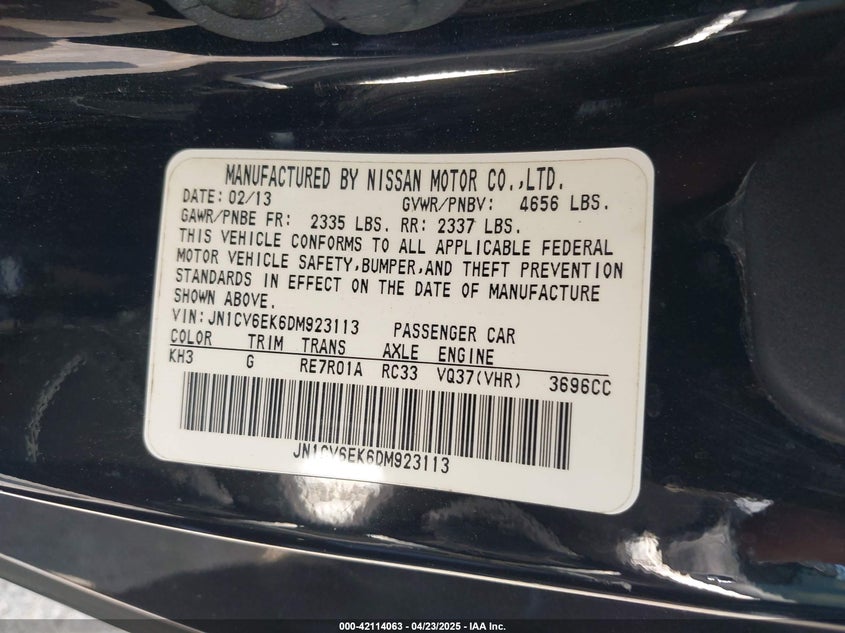 MANUFACTURED BY NISSAN MOTOR CO.,LTD.
DATE: 02/13 GVWR/PNBV: 4656 LBS.
GAWR/PNBE FR: 2335 LBS. RR: 2337 LBS.
THIS VEHICLE CONFORMS TO ALL APPLICABLE FEDERAL
MOTOR VEHICLE SAFETY,BUMPER,AND THEFT PREVENTION
STANDARDS IN EFFECT ON THE DATE OF MANUFACTURE
SHOWN ABOVE.
VIN:JN1CV6EK6DM923113 PASSENGER CAR
COLOR TRIM TRANS AXLE ENGINE
KH3 G RE7R01A RC33 VQ37(VHR) 3696CC
JN1CV6EK6DM923113
000-42114063 - 04/23/2025 - IAA Inc.